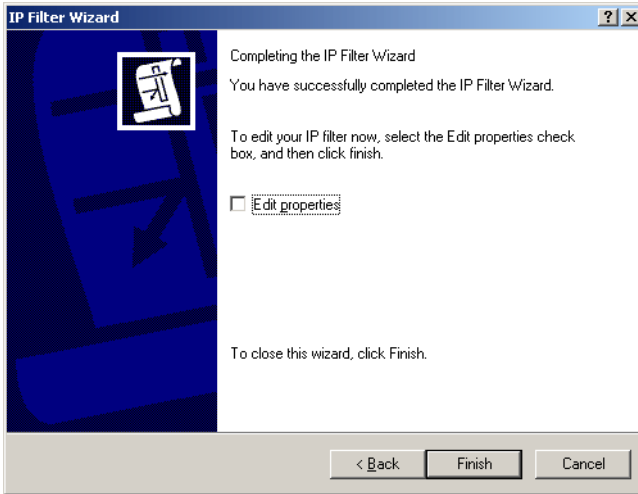 IP Filter Wizard
Completing the IP Filter Wizard
You have successfully completed the IP Filter Wizard.
To edit your IP filter now, select the Edit properties check
box, and then click finish.
Edit properties
To close this wizard, click Finish.
< Back Finish Cancel